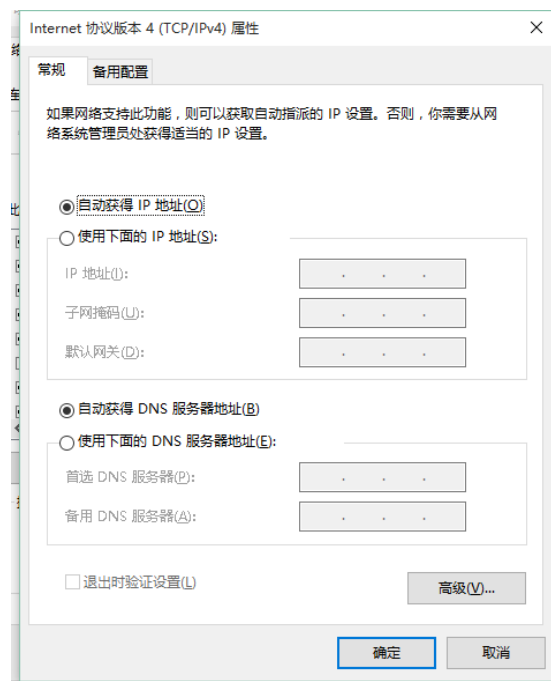 Internet 协议版本 4 (TCP/IPv4) 属性
常规
备用配置
如果网络支持此功能，则可以获取自动指派的 IP 设置。否则，你需要从网
络系统管理员处获得适当的 IP 设置。
自动获得 IP 地址(O)
使用下面的 IP 地址(S):
IP 地址(I):
子网掩码(U):
默认网关(D):
自动获得 DNS 服务器地址(B)
使用下面的 DNS 服务器地址(E):
首选 DNS 服务器(P):
备用 DNS 服务器(A):
退出时验证设置(L)
高级(V)...
确定
取消